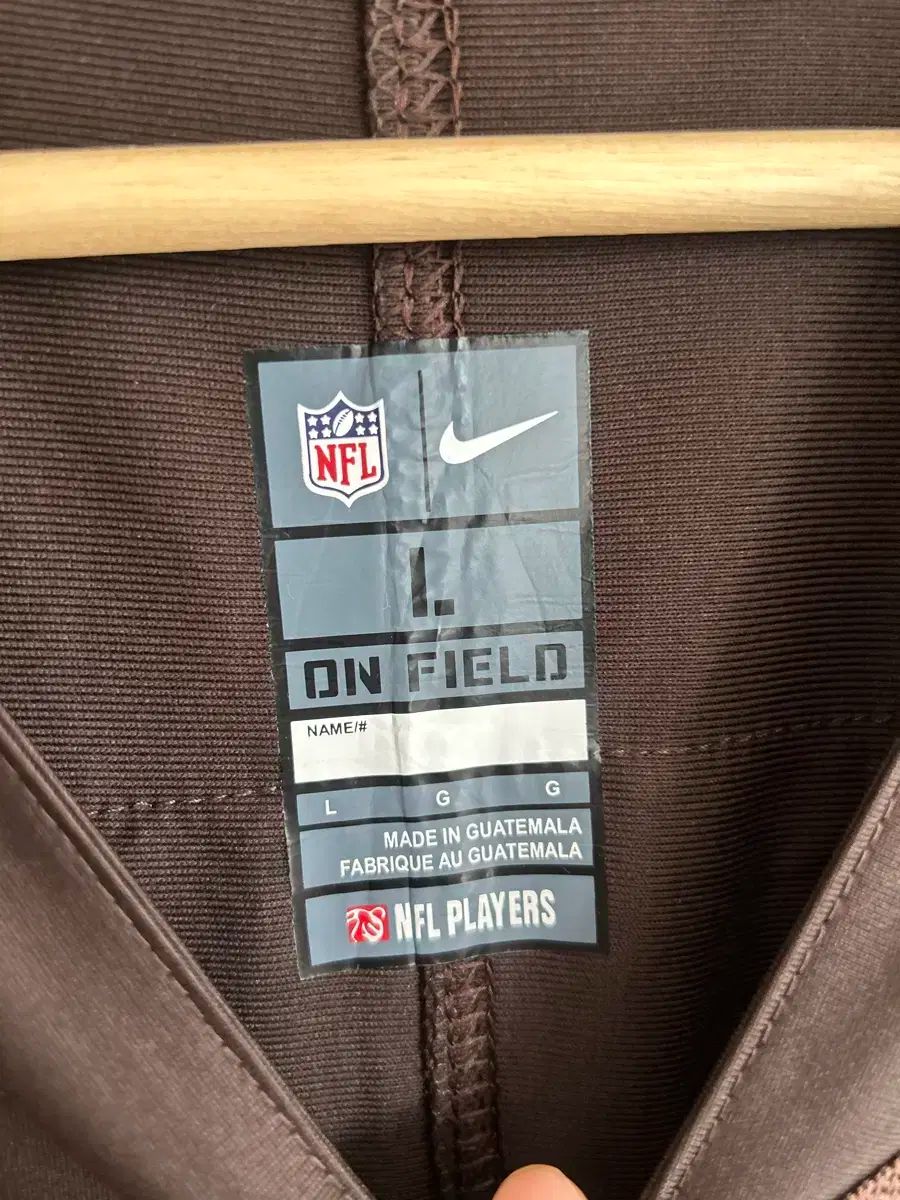 NFL
L
ON FIELD
NAME/#
L G G
MADE IN GUATEMALA
FABRIQUE AU GUATEMALA
NFL PLAYERS